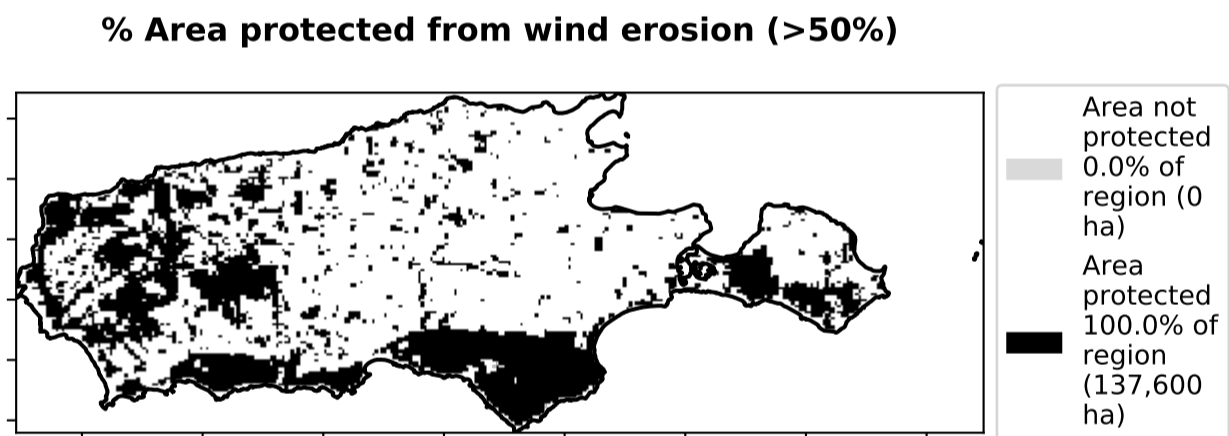 % Area protected from wind erosion (>50%)
Area not
protected
0.0% of
region (0
ha)
Area
protected
100.0% of
region
(137,600
ha)